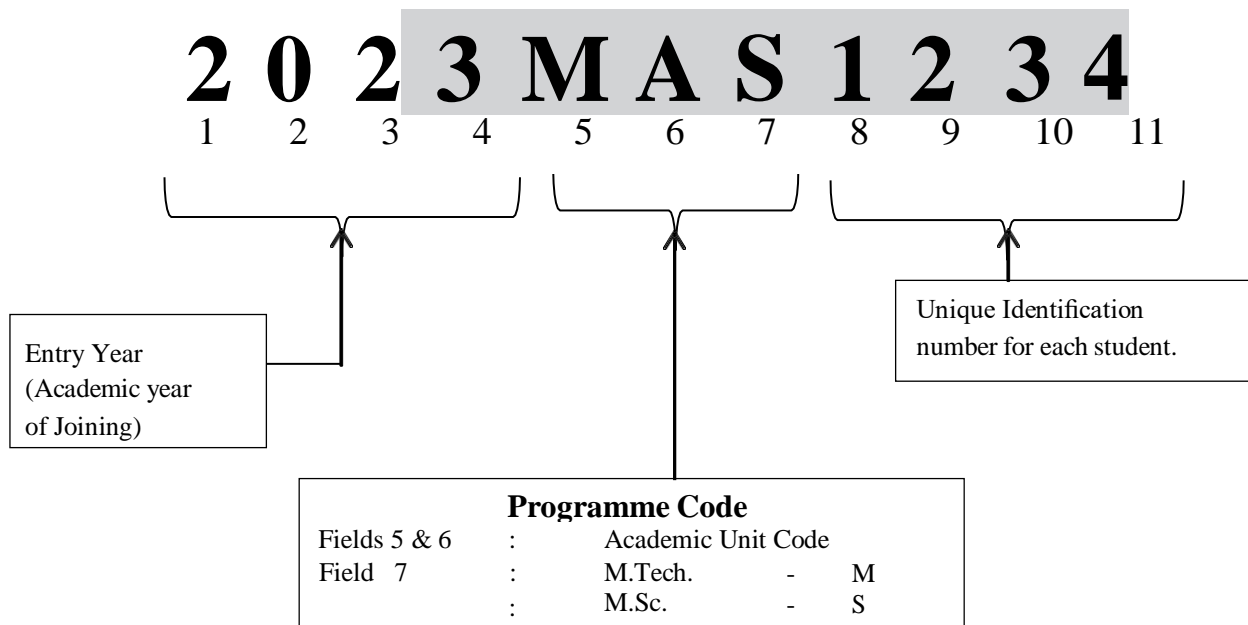 2 0 2 3 M A S 1 2 3 4
1 2 3 4 5 6 7 8 9 10 11
Entry Year
(Academic year
of Joining)
Unique Identification
number for each student.
Programme Code
Fields 5 & 6 : Academic Unit Code
Field 7 : M.Tech. - M
: M.Sc. - S